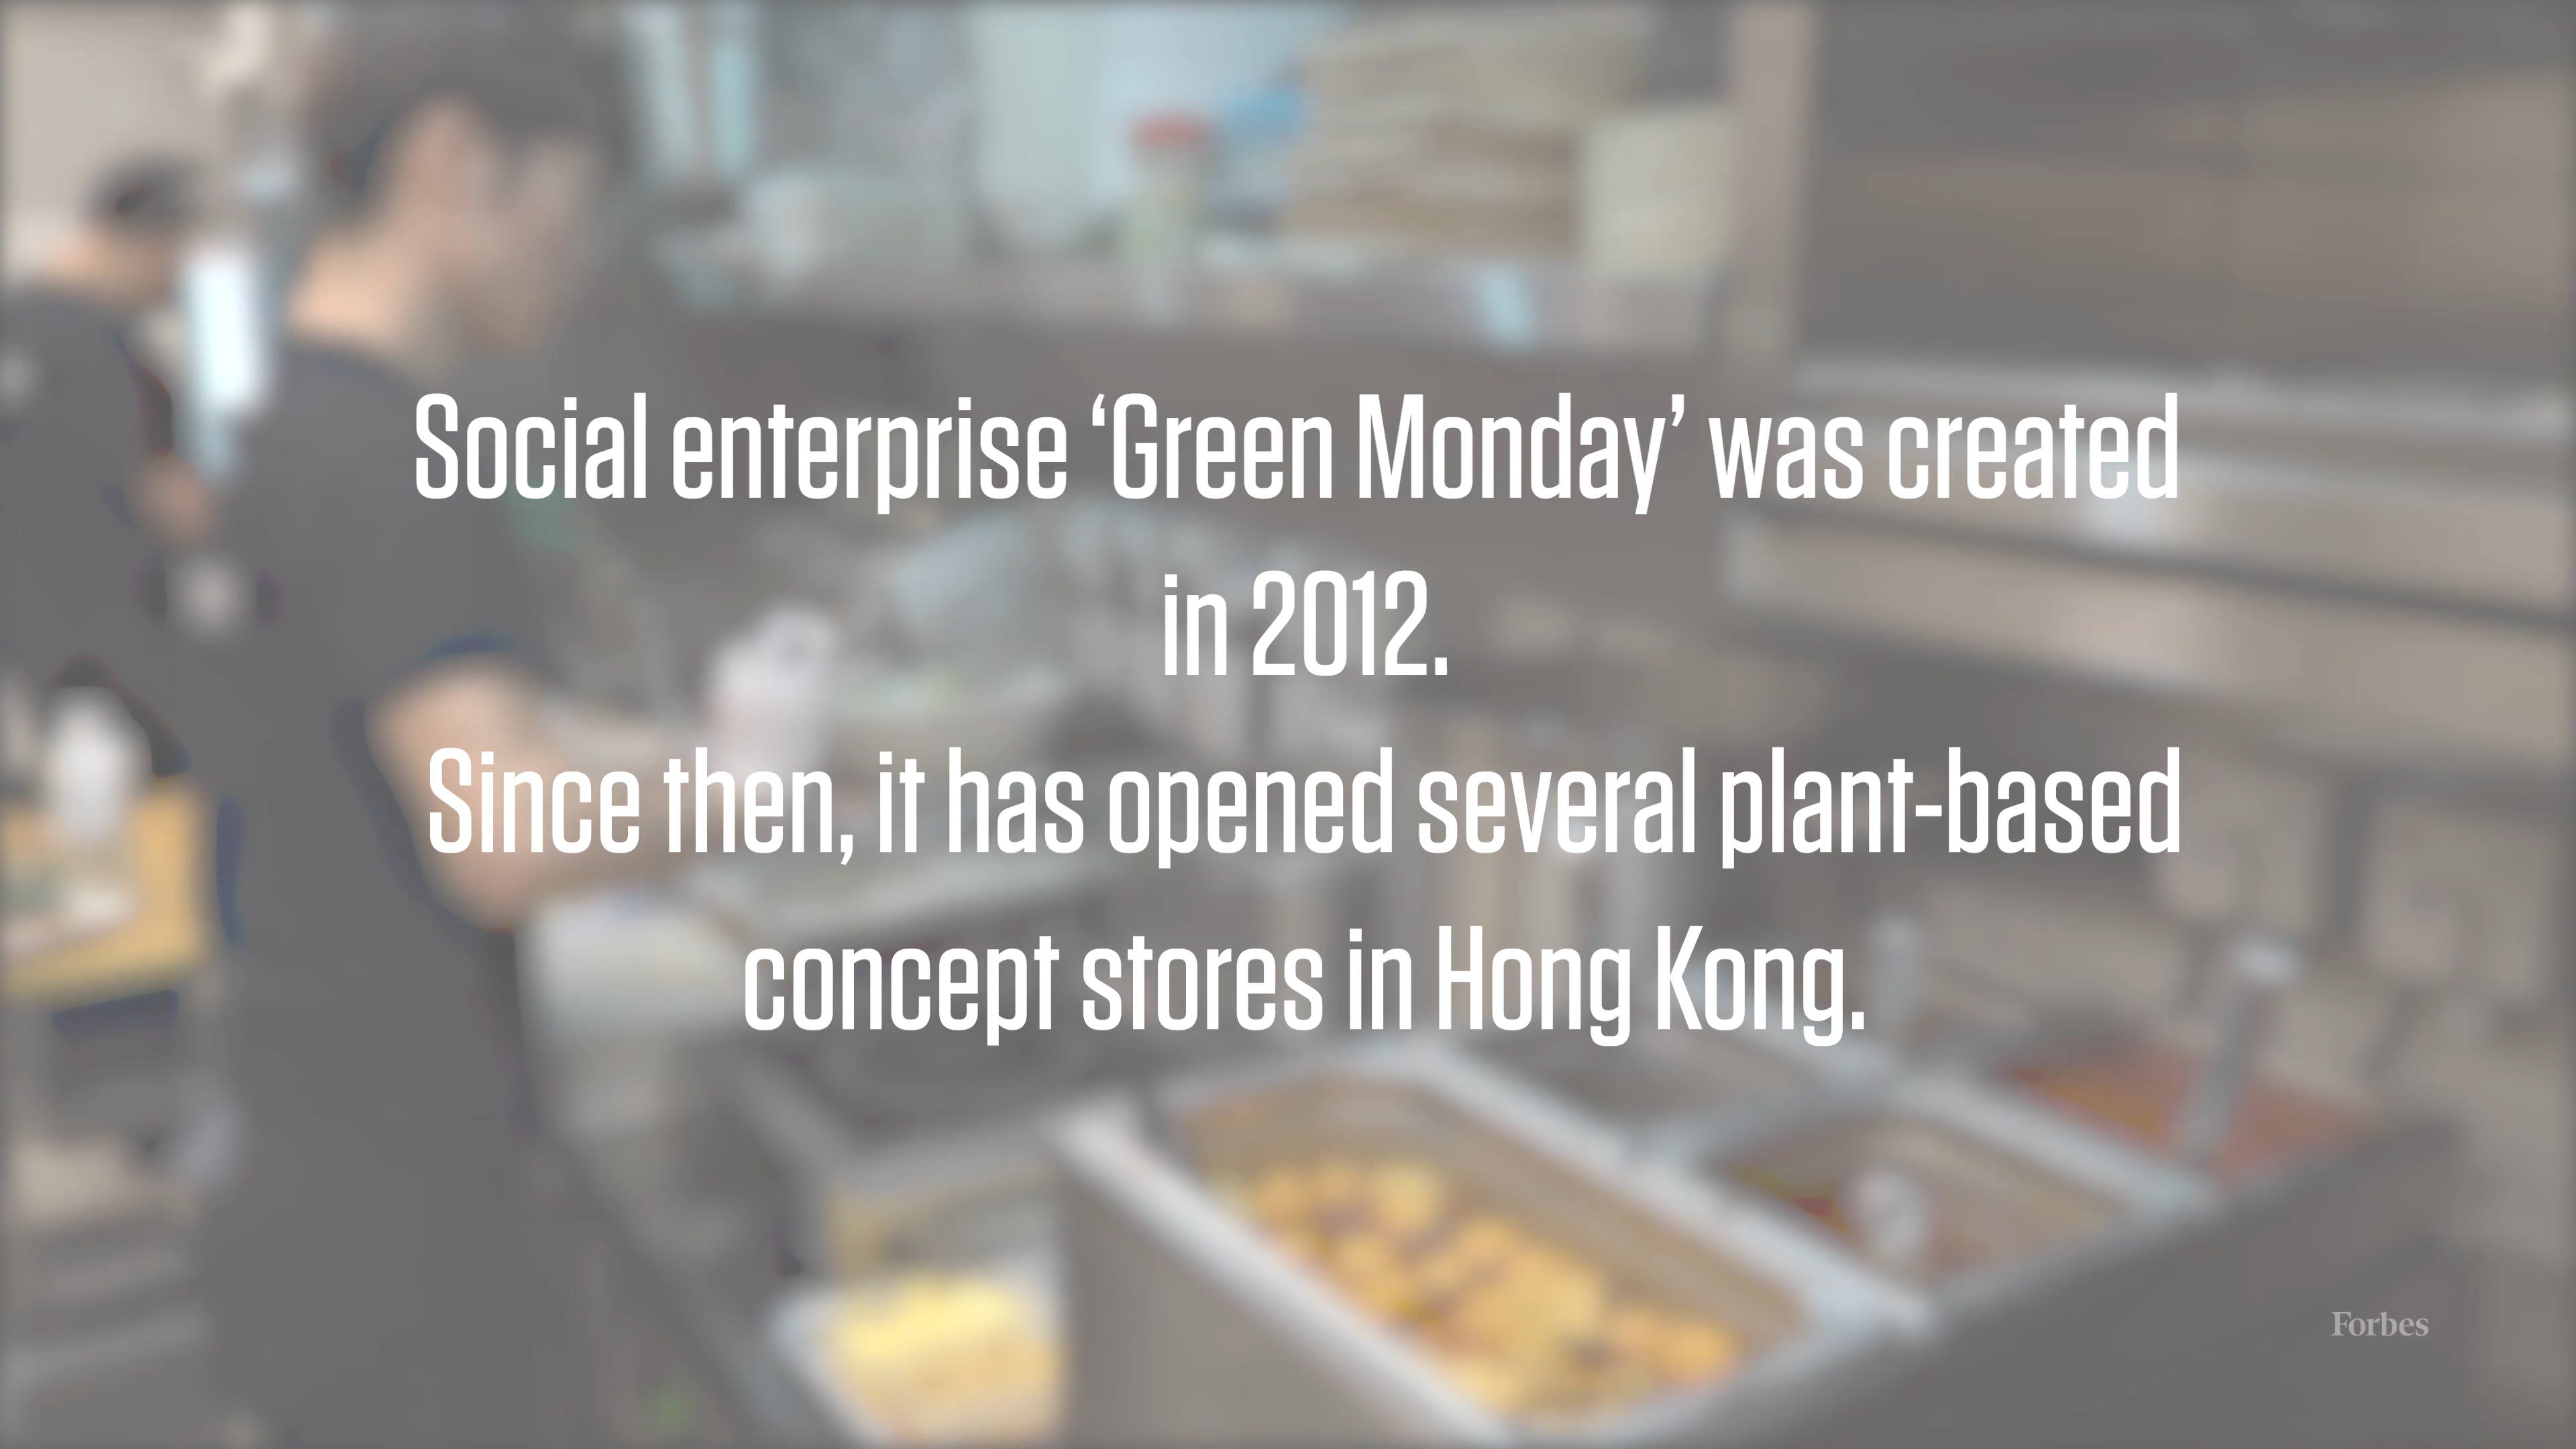 Social enterprise ‘Green Monday’ was created
in 2012.
Since then, it has opened several plant-based
concept stores in Hong Kong.
Forbes